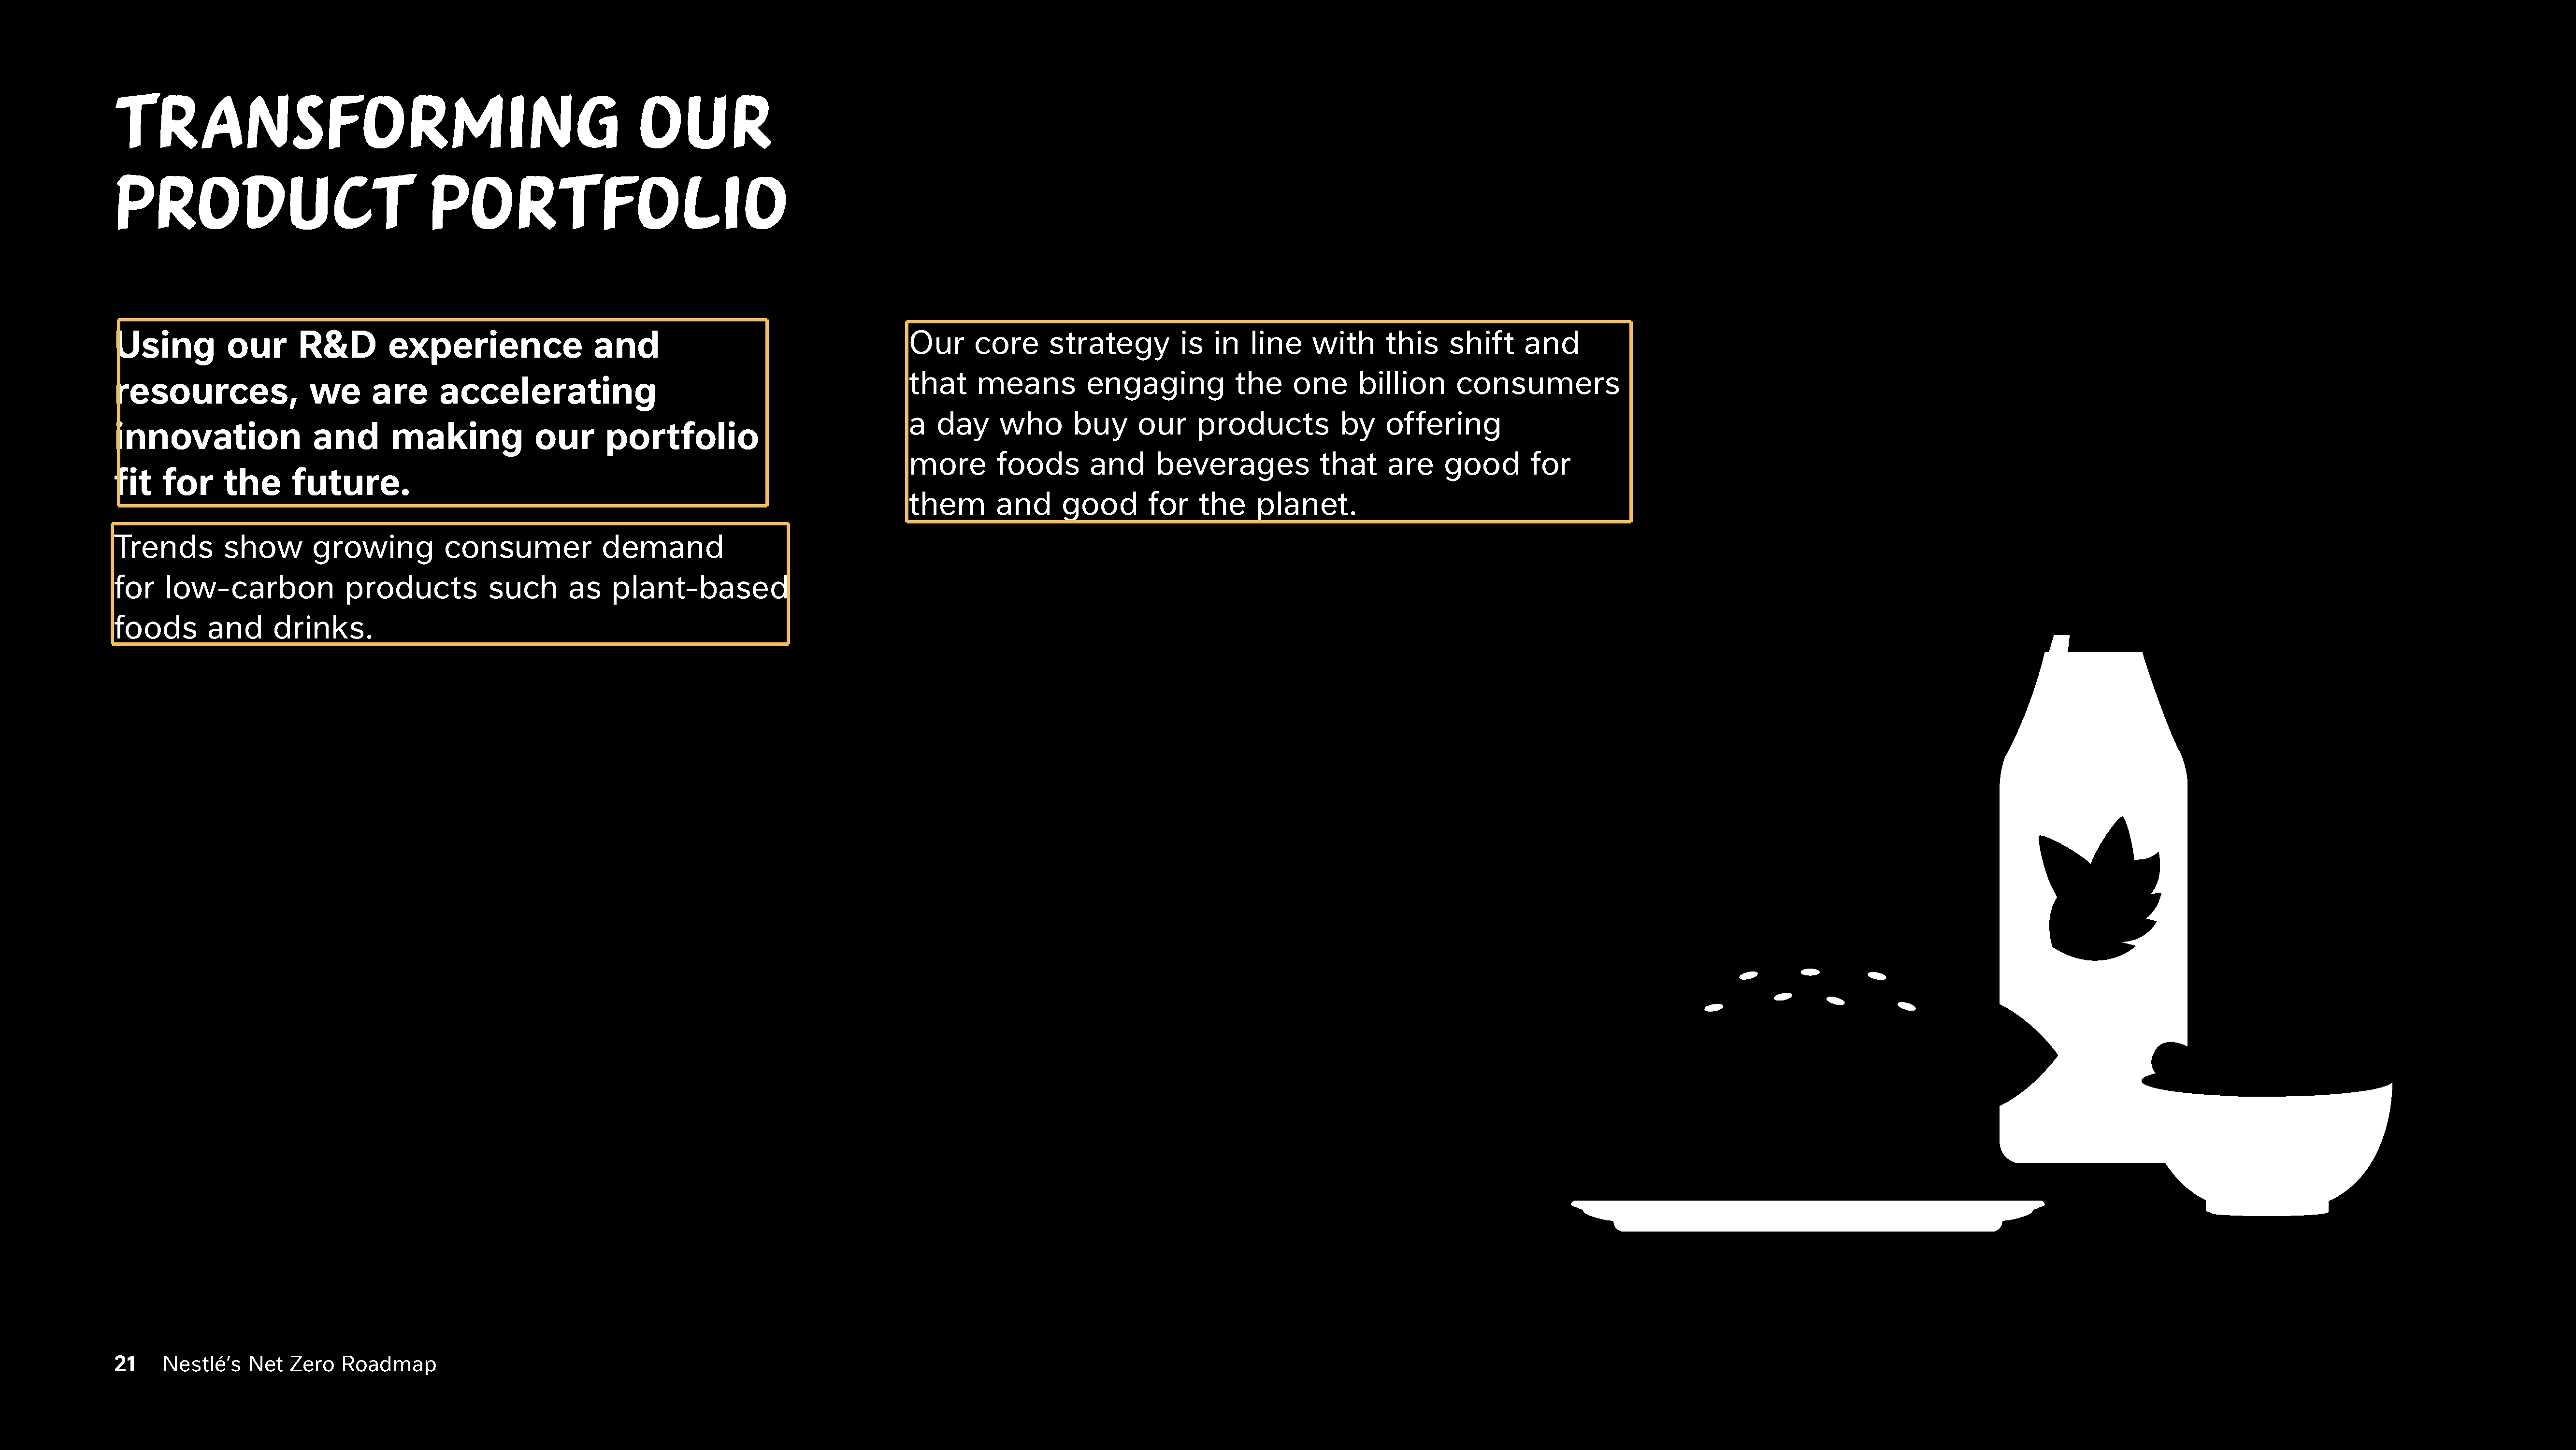 TRANSFORMING OUR
PRODUCT PORTFOLIO
Using our R&D experience and
resources, we are accelerating
innovation and making our portfolio
fit for the future.
Trends show growing consumer demand
for low-carbon products such as plant-based
foods and drinks.
Our core strategy is in line with this shift and
that means engaging the one billion consumers
a day who buy our products by offering
more foods and beverages that are good for
them and good for the planet.
21 Nestlé’s Net Zero Roadmap